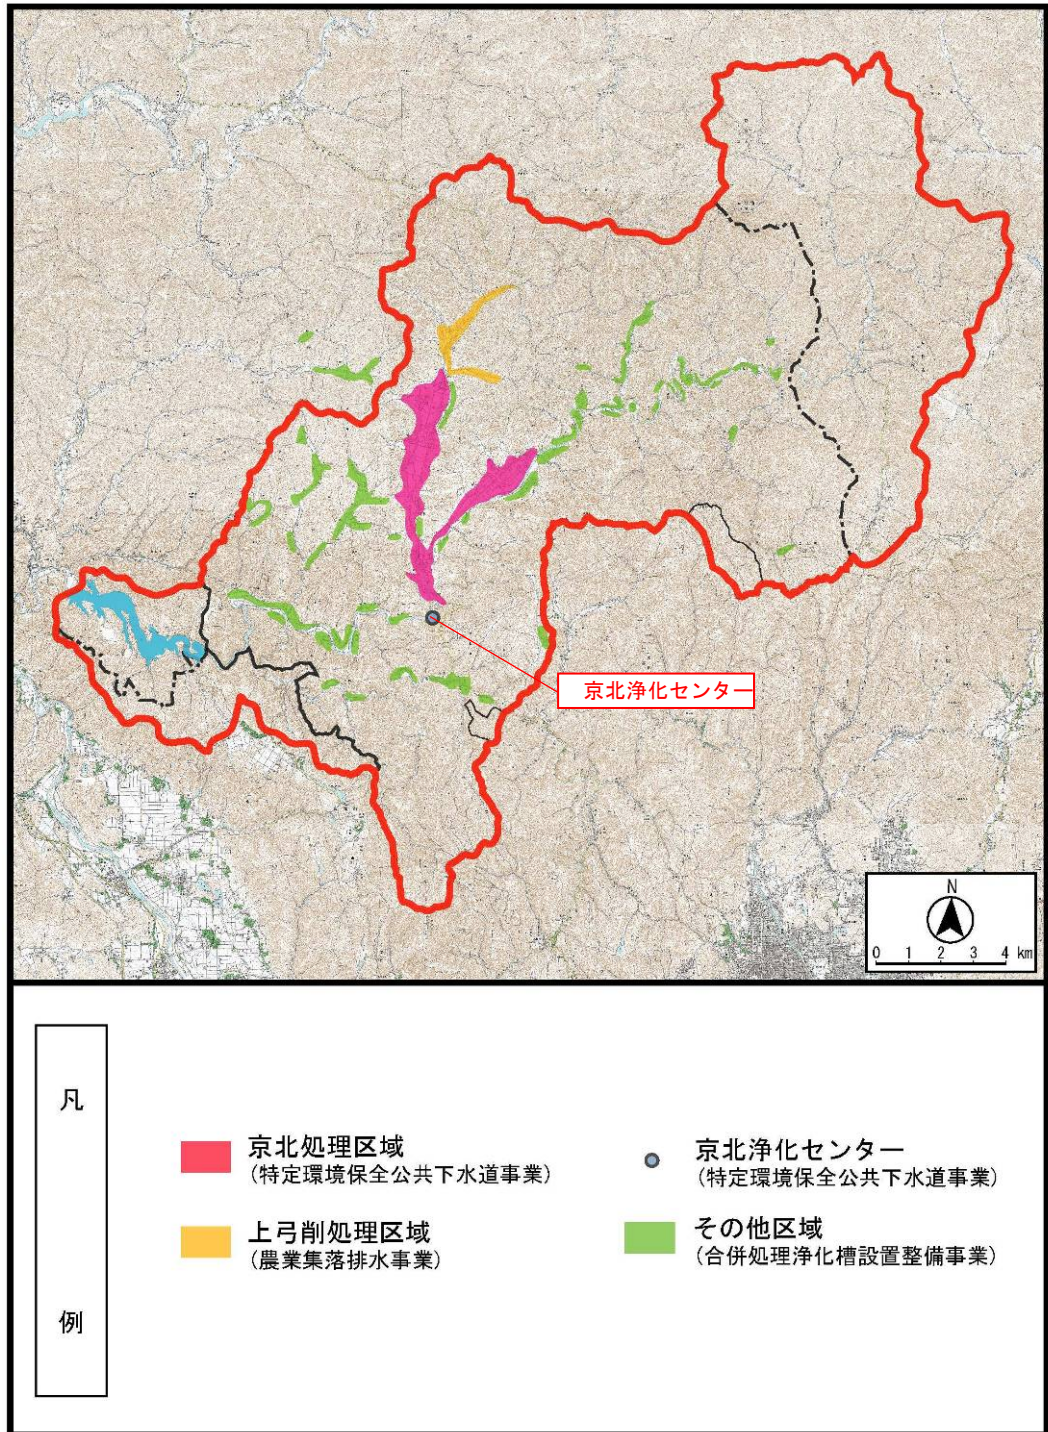 京北浄化センター
N
0 1 2 3 4 km
凡
例
京北処理区域
(特定環境保全公共下水道事業)
上弓削処理区域
(農業集落排水事業)
京北浄化センター
(特定環境保全公共下水道事業)
その他区域
(合併処理浄化槽設置整備事業)